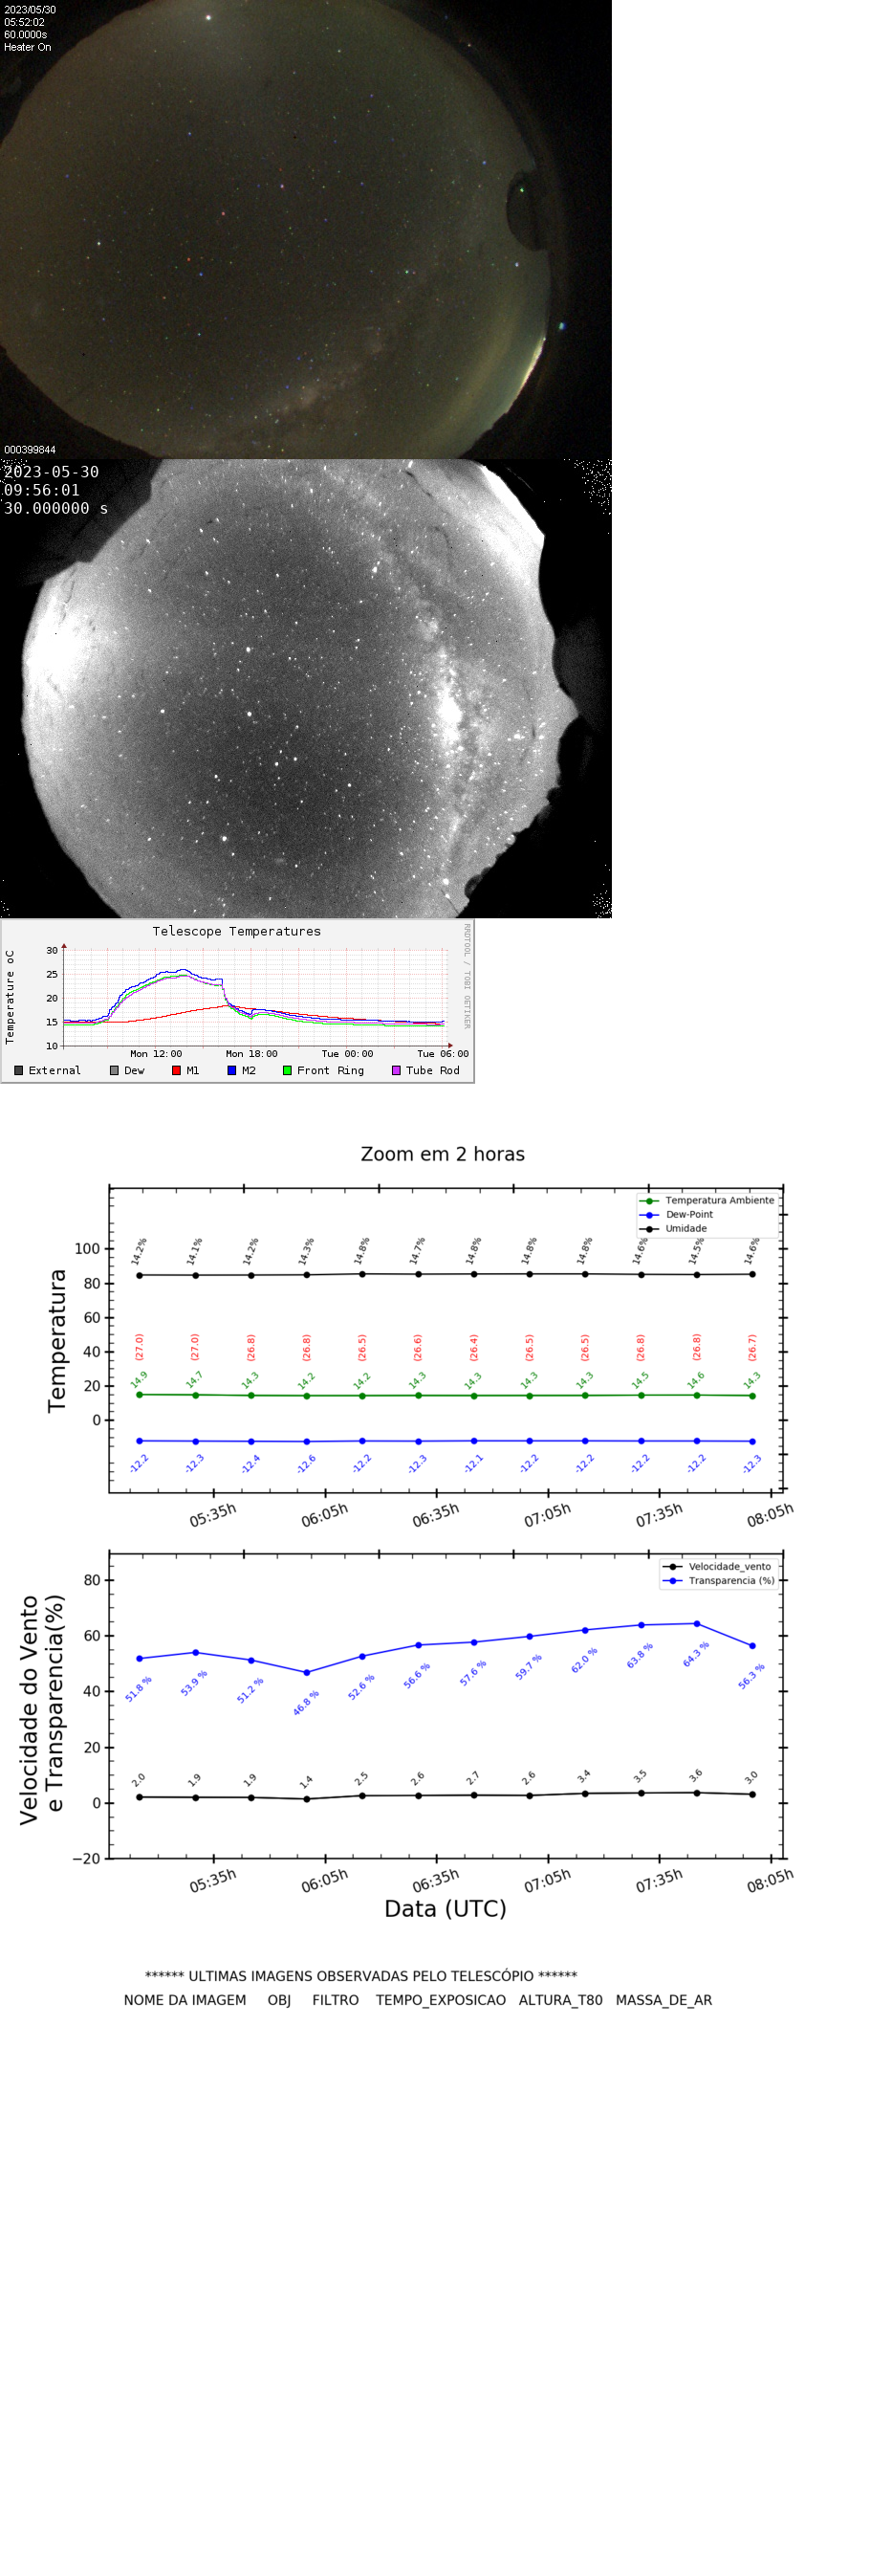 2023/05/30
05:52:02
60.0000s
Heater On
000399844
2023-05-30
09:56:01
30.000000 s
Telescope Temperatures
RRDTOOL / TOBI OETIKER
Temperature oC
30
25
20
15
10
Mon 12:00 Mon 18:00 Tue 00:00 Tue 06:00
External Dew M1 M2 Front Ring Tube Rod
Zoom em 2 horas
Temperatura Ambiente
Dew-Point
Umidade
Temperatura
100
80
60
40
20
0
14.2% 14.1% 14.2% 14.3% 14.8% 14.7% 14.8% 14.8% 14.8% 14.6% 14.5% 14.6%
(27.0) (27.0) (26.8) (26.8) (26.5) (26.6) (26.4) (26.5) (26.5) (26.8) (26.8) (26.7)
14.9 14.7 14.3 14.2 14.2 14.3 14.3 14.3 14.3 14.5 14.6 14.3
-12.2 -12.3 -12.4 -12.6 -12.2 -12.3 -12.1 -12.2 -12.2 -12.2 -12.2 -12.3
05:35h 06:05h 06:35h 07:05h 07:35h 08:05h
Velocidade_vento
Transparencia (%)
Velocidade do Vento
e Transparencia(%)
80
60
40
20
0
−20
51.8 % 53.9 % 51.2 % 46.8 % 52.6 % 56.6 % 57.6 % 59.7 % 62.0 % 63.8 % 64.3 % 56.3 %
2.0 1.9 1.9 1.4 2.5 2.6 2.7 2.6 3.4 3.5 3.6 3.0
05:35h 06:05h 06:35h 07:05h 07:35h 08:05h
Data (UTC)
****** ULTIMAS IMAGENS OBSERVADAS PELO TELESCÓPIO ******
NOME DA IMAGEM OBJ FILTRO TEMPO_EXPOSICAO ALTURA_T80 MASSA_DE_AR